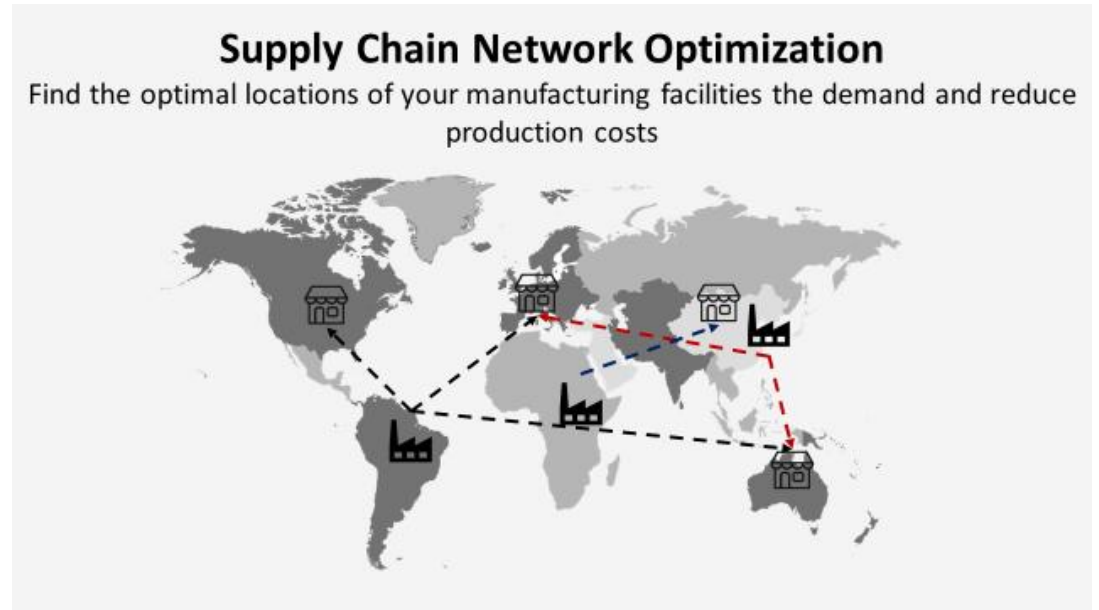 Supply Chain Network Optimization
Find the optimal locations of your manufacturing facilities the demand and reduce
production costs